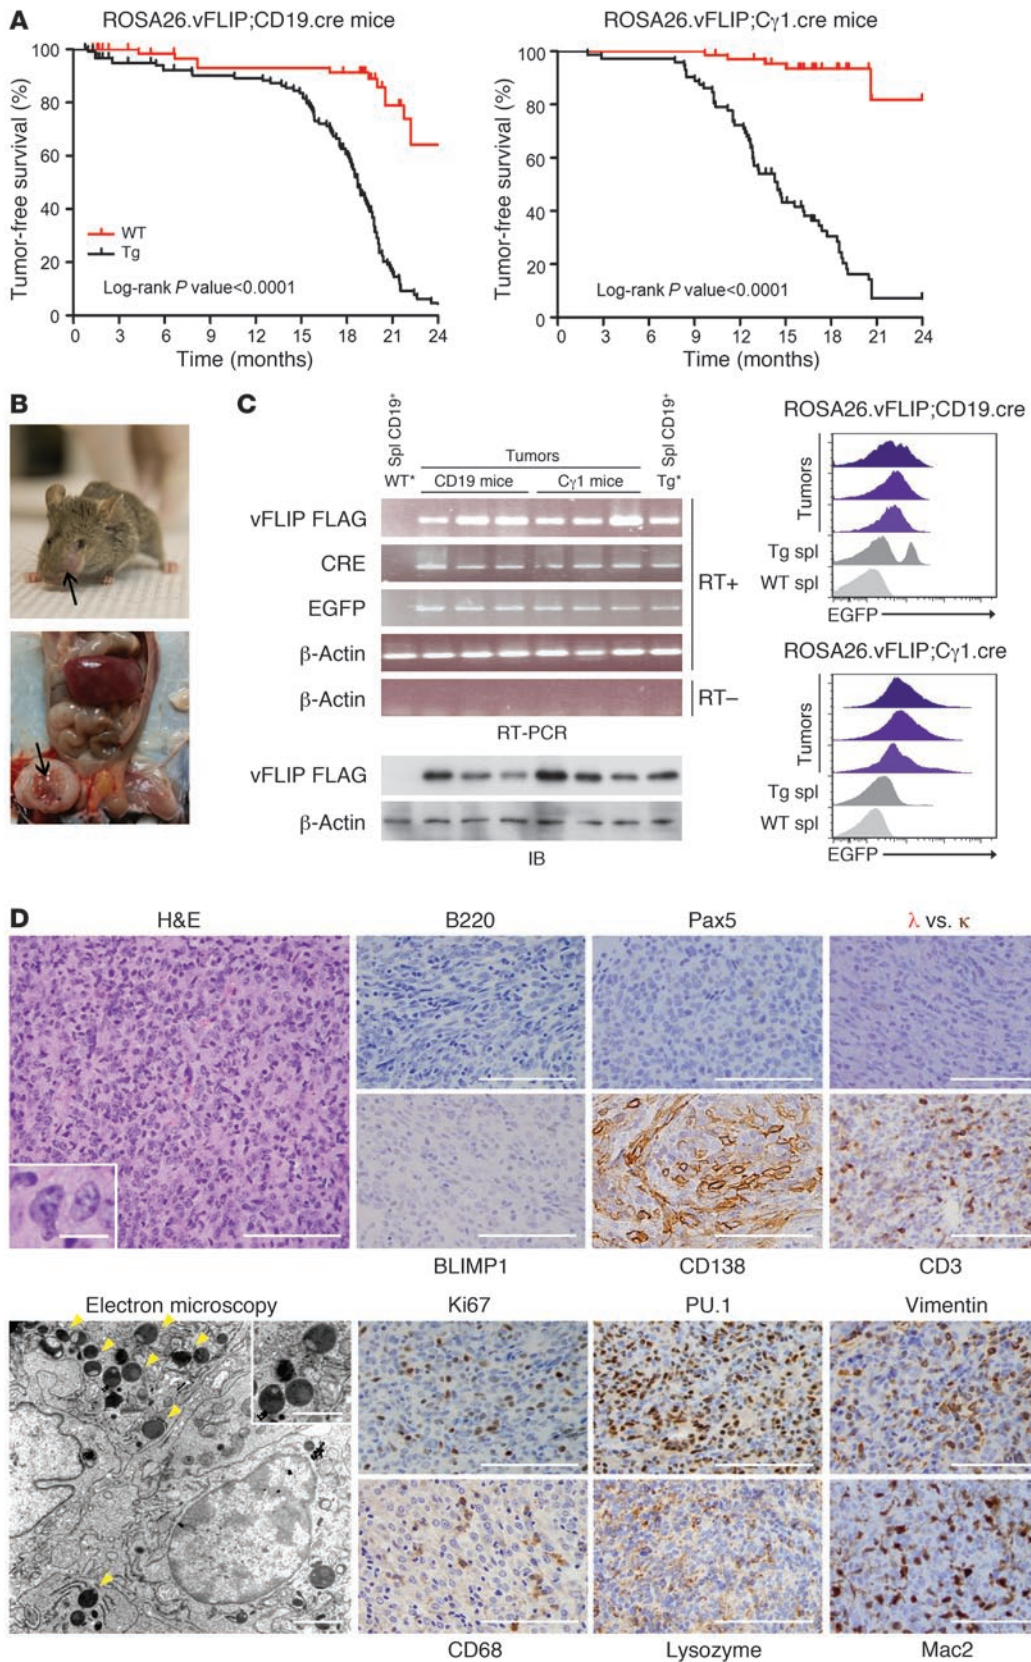 A
ROSA26.vFLIP;CD19.cre mice
ROSA26.vFLIP;Cγ1.cre mice
Tumor-free survival (%)
100
80
60
40
20
0
WT
Tg
Log-rank P value<0.0001
0 3 6 9 12 15 18 21 24
Time (months)
Tumor-free survival (%)
100
80
60
40
20
0
Log-rank P value<0.0001
0 3 6 9 12 15 18 21 24
Time (months)
B
C
Spl CD19⁺
WT*
Tumors
CD19 mice
Cγ1 mice
Spl CD19⁺
Tg*
vFLIP FLAG
CRE
EGFP
β-Actin
β-Actin
RT+
RT–
RT-PCR
vFLIP FLAG
β-Actin
IB
ROSA26.vFLIP;CD19.cre
Tumors
Tg spl
WT spl
EGFP
ROSA26.vFLIP;Cγ1.cre
Tumors
Tg spl
WT spl
EGFP
D
H&E
B220
Pax5
λ vs. κ
BLIMP1
CD138
CD3
Electron microscopy
Ki67
PU.1
Vimentin
CD68
Lysozyme
Mac2